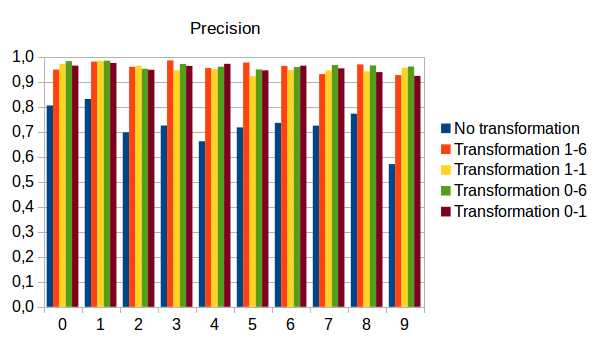 Precision
1,0
0,9
0,8
0,7
0,6
0,5
0,4
0,3
0,2
0,1
0,0
0 1 2 3 4 5 6 7 8 9
No transformation
Transformation 1-6
Transformation 1-1
Transformation 0-6
Transformation 0-1